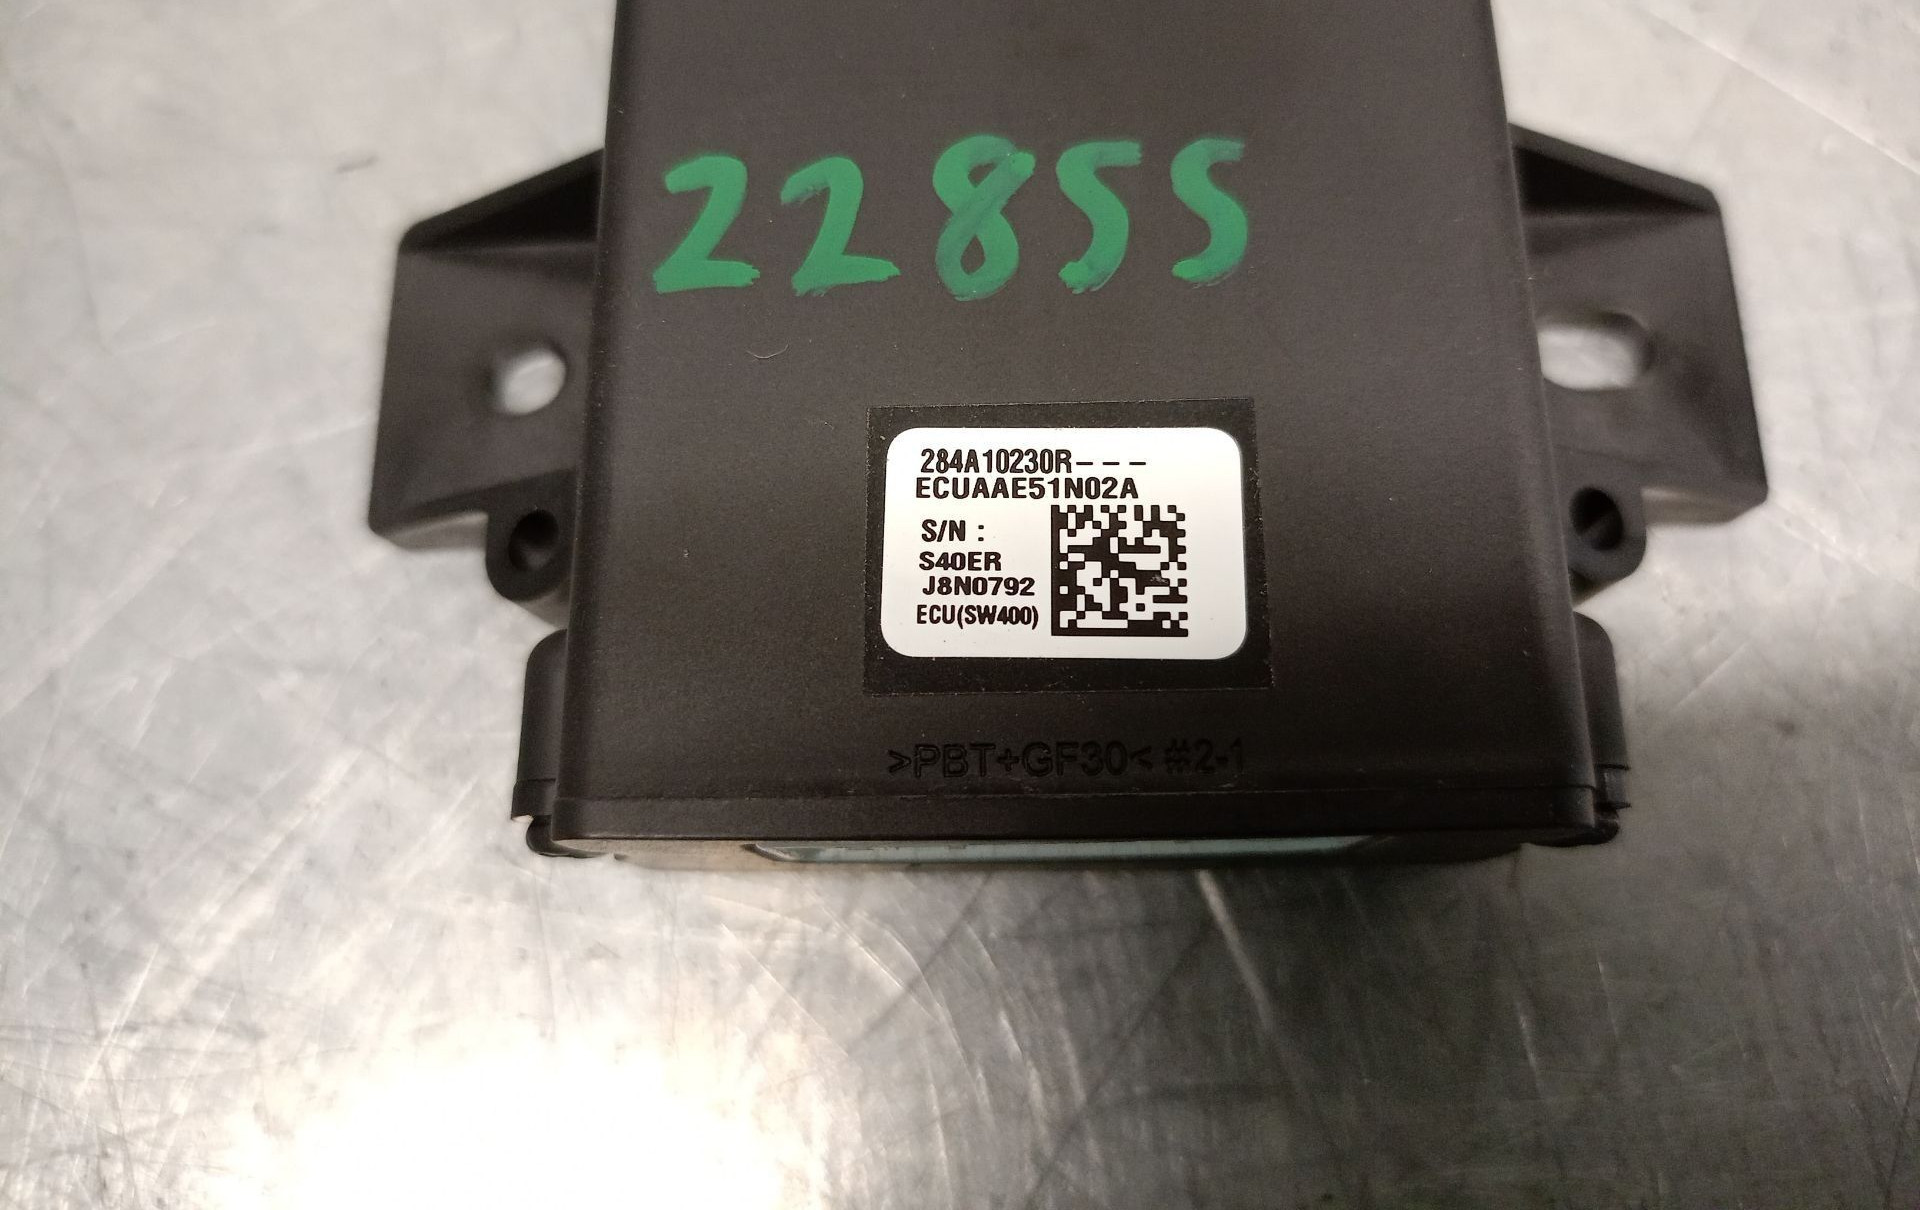 22855
284A10230R---
ECUAAE51N02A
S/N :
S40ER
J8N0792
ECU(SW400)
>PBT+GF30< #2-1